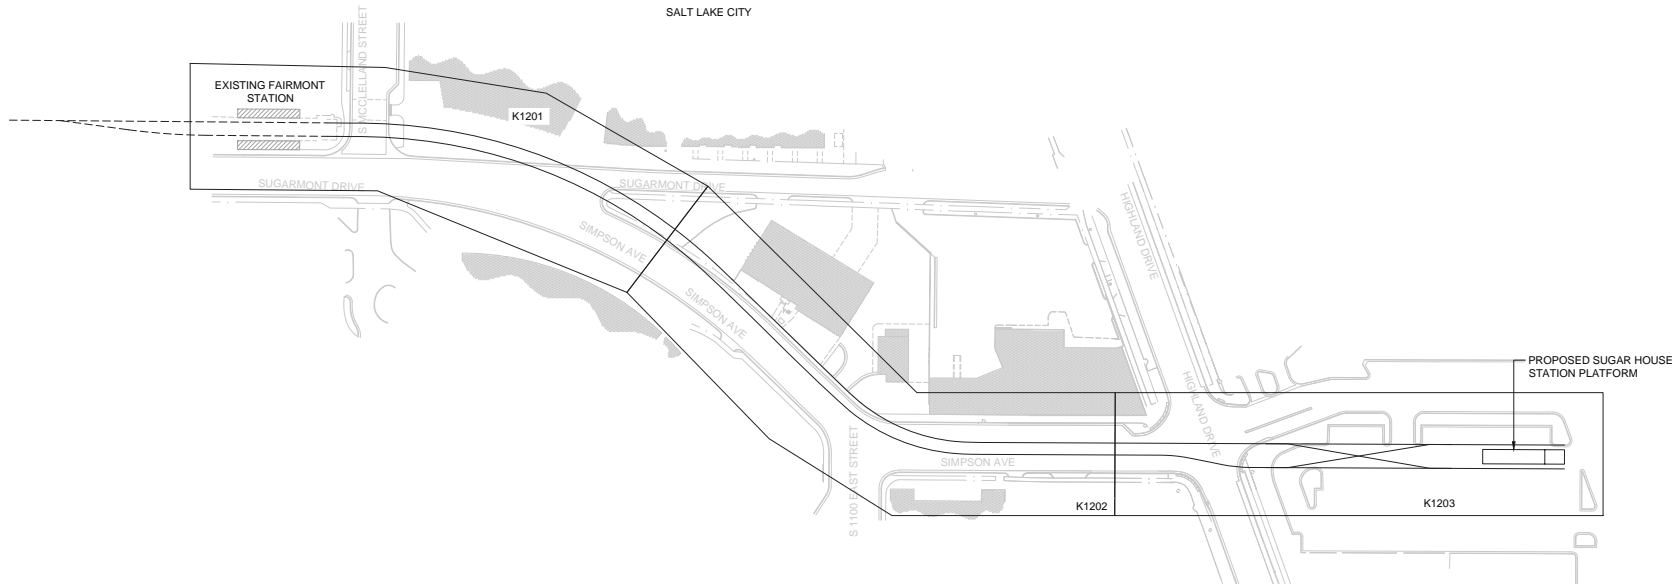 SALT LAKE CITY
S MCCLELLAND STREET
EXISTING FAIRMONT
STATION
K1201
SUGARMONT DRIVE
SUGARMONT DRIVE
HIGHLAND DRIVE
SIMPSON AVE
SIMPSON AVE
PROPOSED SUGAR HOUSE
STATION PLATFORM
HIGHLAND DRIVE
S 1100 EAST STREET
SIMPSON AVE
K1202
K1203